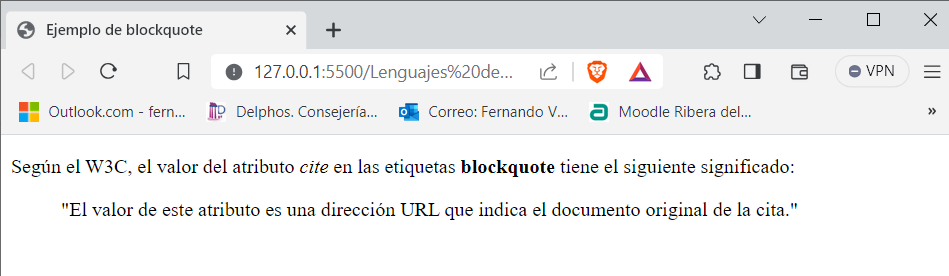 Ejemplo de blockquote
127.0.0.1:5500/Lenguajes%20de...
VPN
Outlook.com - fern...
Delphos. Consejería...
Correo: Fernando V...
Moodle Ribera del...
»
Según el W3C, el valor del atributo cite en las etiquetas blockquote tiene el siguiente significado:
"El valor de este atributo es una dirección URL que indica el documento original de la cita."